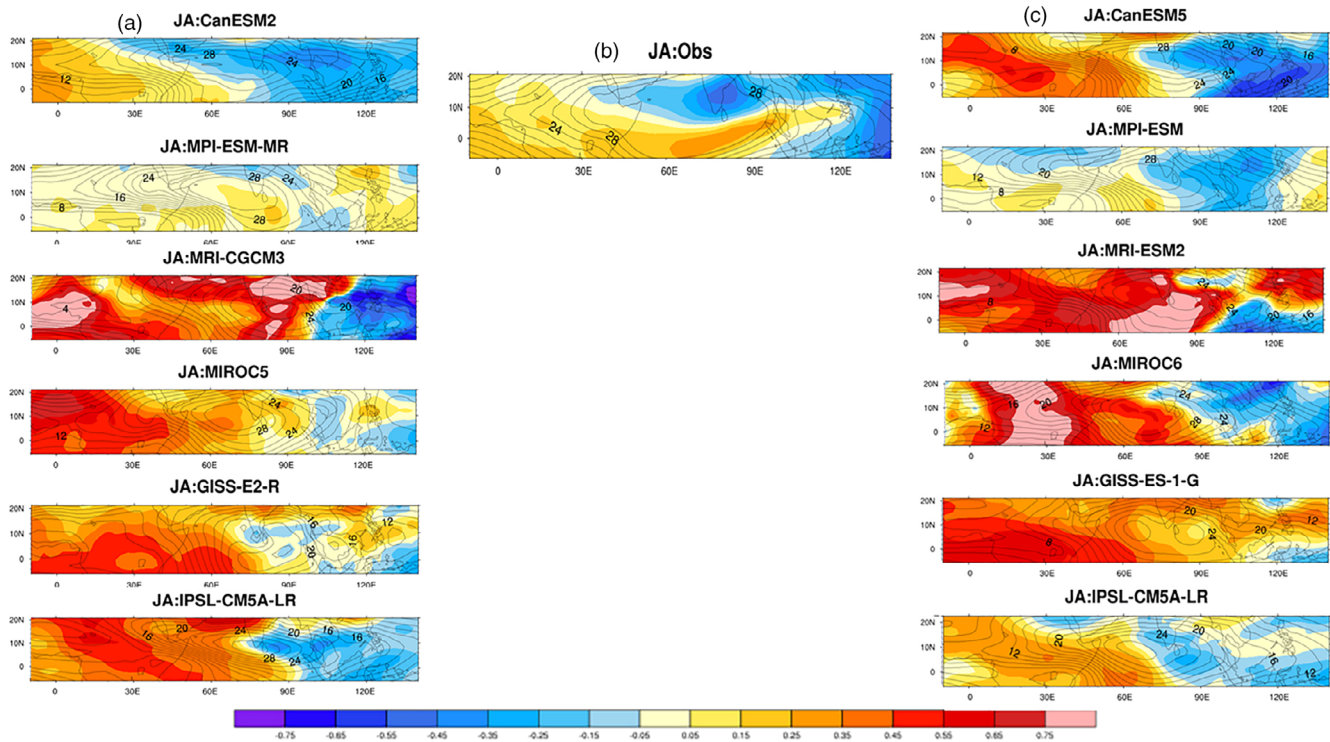 (a)
JA:CanESM2
20N
10N
0
12 24 28 24 20 16
0 30E 60E 90E 120E
JA:MPI-ESM-MR
20N
10N
0
8 16 24 28 24 28
0 30E 60E 90E 120E
JA:MRI-CGCM3
20N
10N
0
4 20 24 20
0 30E 60E 90E 120E
JA:MIROC5
20N
10N
0
12 24 28 24
0 30E 60E 90E 120E
JA:GISS-E2-R
20N
10N
0
16 20 16 12
0 30E 60E 90E 120E
JA:IPSL-CM5A-LR
20N
10N
0
16 20 24 28 20 24 16 16
0 30E 60E 90E 120E
(b)
JA:Obs
20N
10N
0
24 28 28
0 30E 60E 90E 120E
(c)
JA:CanESM5
20N
10N
0
8 28 20 20 24 24 20 16
0 30E 60E 90E 120E
JA:MPI-ESM
20N
10N
0
12 8 20 28
0 30E 60E 90E 120E
JA:MRI-ESM2
20N
10N
0
8 24 24 20 16
0 30E 60E 90E 120E
JA:MIROC6
20N
10N
0
12 16 20 24 28 24
0 30E 60E 90E 120E
JA:GISS-ES-1-G
20N
10N
0
8 20 24 20 12
0 30E 60E 90E 120E
JA:IPSL-CM5A-LR
20N
10N
0
12 20 24 20 16 12
0 30E 60E 90E 120E
-0.75 -0.65 -0.55 -0.45 -0.35 -0.25 -0.15 -0.05 0.05 0.15 0.25 0.35 0.45 0.55 0.65 0.75